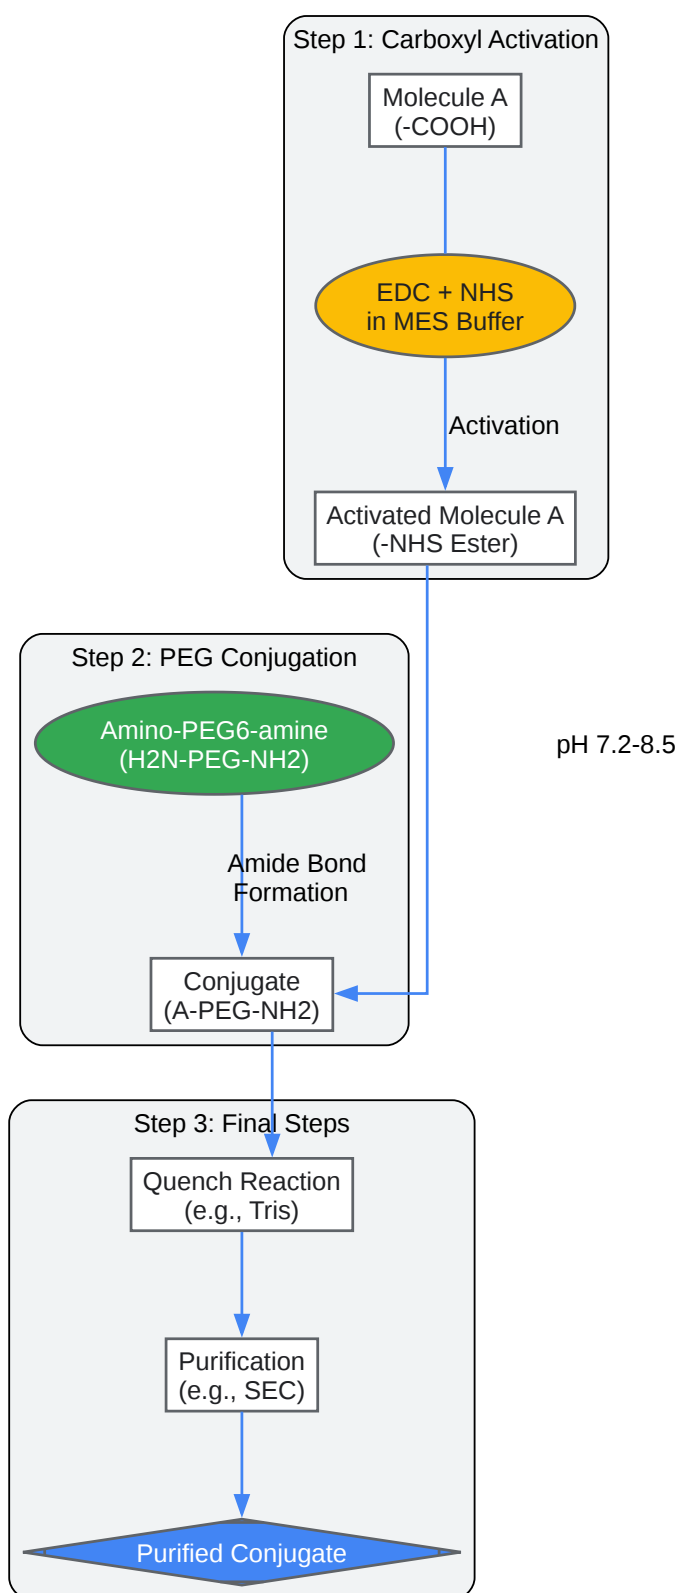 Step 1: Carboxyl Activation
Molecule A
(-COOH)
EDC + NHS
in MES Buffer
Activation
Activated Molecule A
(-NHS Ester)
Step 2: PEG Conjugation
Amino-PEG6-amine
(H2N-PEG-NH2)
pH 7.2-8.5
Amide Bond
Formation
Conjugate
(A-PEG-NH2)
Step 3: Final Steps
Quench Reaction
(e.g., Tris)
Purification
(e.g., SEC)
Purified Conjugate